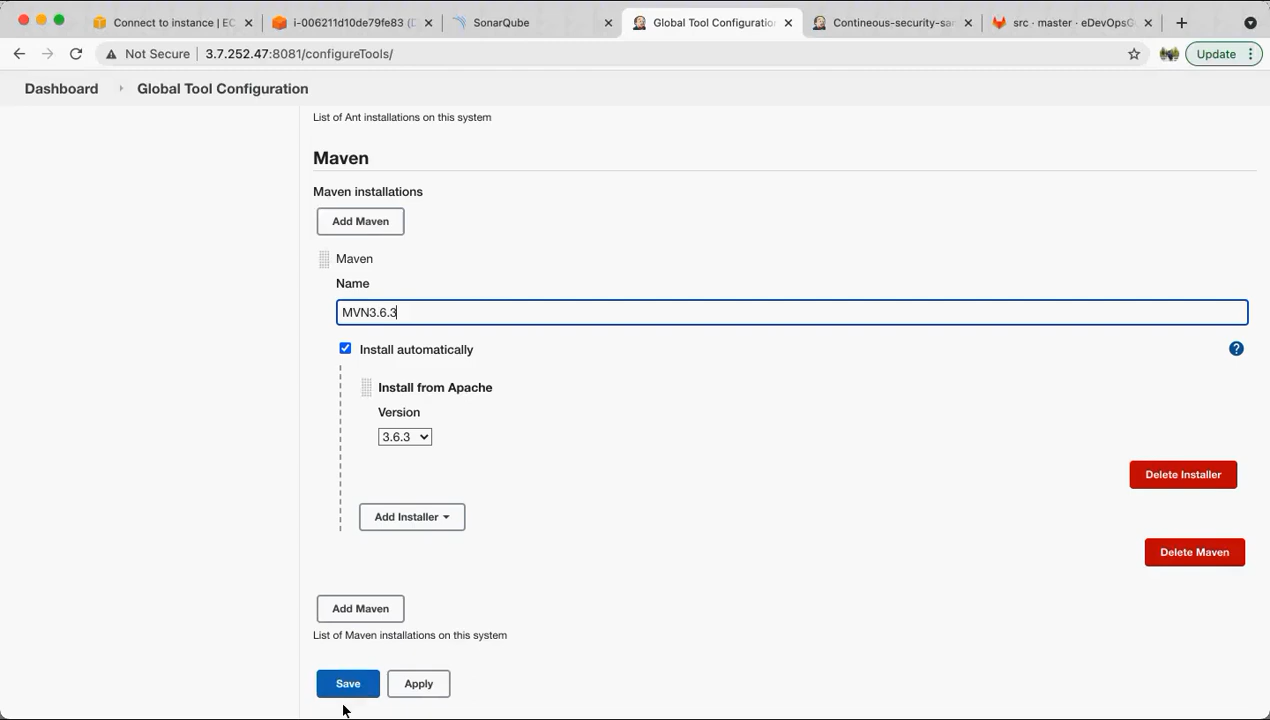 Connect to instance | EC
i-006211d10de79fe83 (D
SonarQube
Global Tool Configuration
Contineous-security-sar
src · master · eDevOpsGu
Not Secure | 3.7.252.47:8081/configureTools/
Update
Dashboard
Global Tool Configuration
List of Ant installations on this system
Maven
Maven installations
Add Maven
Maven
Name
MVN3.6.3
Install automatically
?
Install from Apache
Version
3.6.3
Delete Installer
Add Installer
Delete Maven
Add Maven
List of Maven installations on this system
Save
Apply